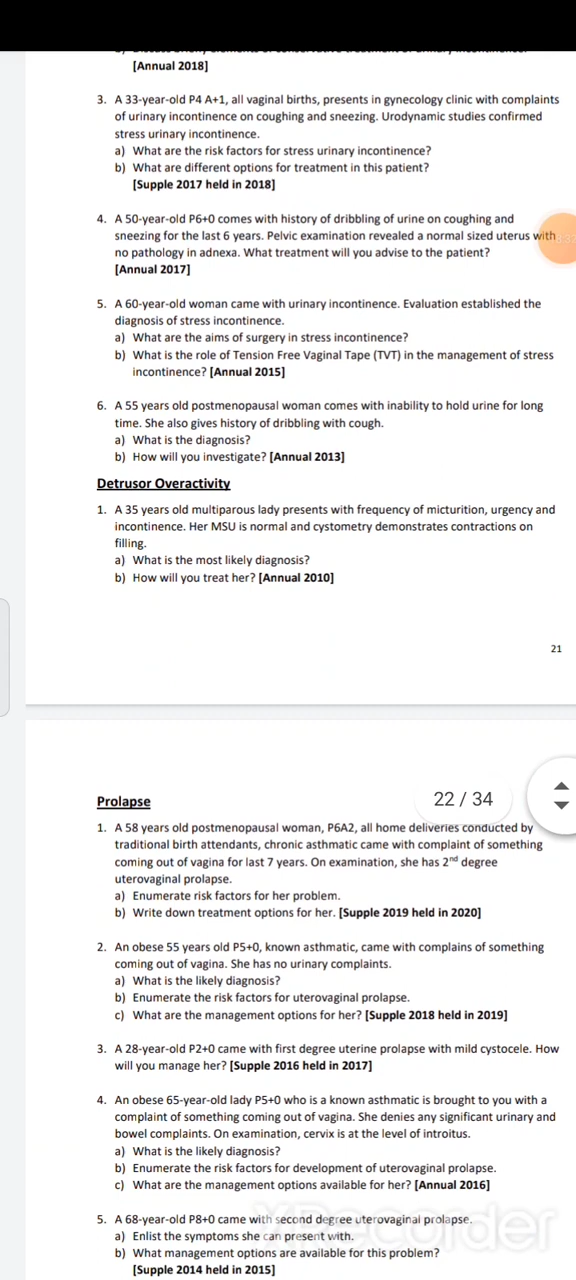 [Annual 2018]
3. A 33-year-old P4 A+1, all vaginal births, presents in gynecology clinic with complaints
of urinary incontinence on coughing and sneezing. Urodynamic studies confirmed
stress urinary incontinence.
a) What are the risk factors for stress urinary incontinence?
b) What are different options for treatment in this patient?
[Supple 2017 held in 2018]
4. A 50-year-old P6+0 comes with history of dribbling of urine on coughing and
sneezing for the last 6 years. Pelvic examination revealed a normal sized uterus with
no pathology in adnexa. What treatment will you advise to the patient?
[Annual 2017]
5. A 60-year-old woman came with urinary incontinence. Evaluation established the
diagnosis of stress incontinence.
a) What are the aims of surgery in stress incontinence?
b) What is the role of Tension Free Vaginal Tape (TVT) in the management of stress
incontinence? [Annual 2015]
6. A 55 years old postmenopausal woman comes with inability to hold urine for long
time. She also gives history of dribbling with cough.
a) What is the diagnosis?
b) How will you investigate? [Annual 2013]
Detrusor Overactivity
1. A 35 years old multiparous lady presents with frequency of micturition, urgency and
incontinence. Her MSU is normal and cystometry demonstrates contractions on
filling.
a) What is the most likely diagnosis?
b) How will you treat her? [Annual 2010]
21
22 / 34
Prolapse
1. A 58 years old postmenopausal woman, P6A2, all home deliveries conducted by
traditional birth attendants, chronic asthmatic came with complaint of something
coming out of vagina for last 7 years. On examination, she has 2nd degree
uterovaginal prolapse.
a) Enumerate risk factors for her problem.
b) Write down treatment options for her. [Supple 2019 held in 2020]
2. An obese 55 years old P5+0, known asthmatic, came with complains of something
coming out of vagina. She has no urinary complaints.
a) What is the likely diagnosis?
b) Enumerate the risk factors for uterovaginal prolapse.
c) What are the management options for her? [Supple 2018 held in 2019]
3. A 28-year-old P2+0 came with first degree uterine prolapse with mild cystocele. How
will you manage her? [Supple 2016 held in 2017]
4. An obese 65-year-old lady P5+0 who is a known asthmatic is brought to you with a
complaint of something coming out of vagina. She denies any significant urinary and
bowel complaints. On examination, cervix is at the level of introitus.
a) What is the likely diagnosis?
b) Enumerate the risk factors for development of uterovaginal prolapse.
c) What are the management options available for her? [Annual 2016]
5. A 68-year-old P8+0 came with second degree uterovaginal prolapse.
a) Enlist the symptoms she can present with.
b) What management options are available for this problem?
[Supple 2014 held in 2015]
XRecorder